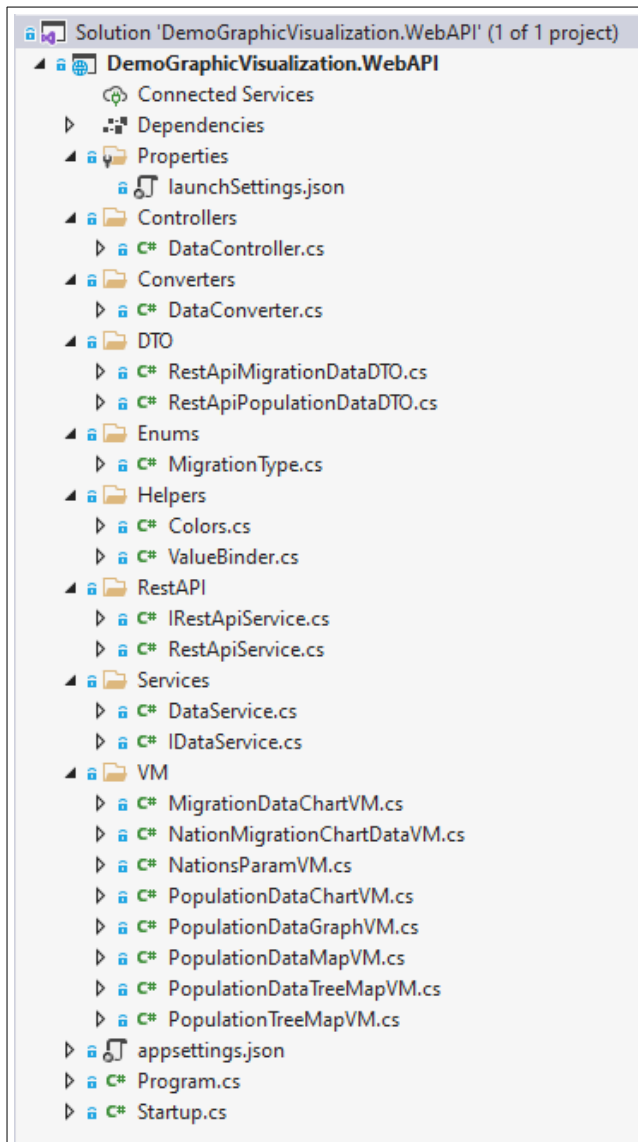 Solution 'DemoGraphicVisualization.WebAPI' (1 of 1 project)
DemoGraphicVisualization.WebAPI
Connected Services
Dependencies
Properties
launchSettings.json
Controllers
C# DataController.cs
Converters
C# DataConverter.cs
DTO
C# RestApiMigrationDataDTO.cs
C# RestApiPopulationDataDTO.cs
Enums
C# MigrationType.cs
Helpers
C# Colors.cs
C# ValueBinder.cs
RestAPI
C# IRestApiService.cs
C# RestApiService.cs
Services
C# DataService.cs
C# IDataService.cs
VM
C# MigrationDataChartVM.cs
C# NationMigrationChartDataVM.cs
C# NationsParamVM.cs
C# PopulationDataChartVM.cs
C# PopulationDataGraphVM.cs
C# PopulationDataMapVM.cs
C# PopulationDataTreeMapVM.cs
C# PopulationTreeMapVM.cs
appsettings.json
C# Program.cs
C# Startup.cs